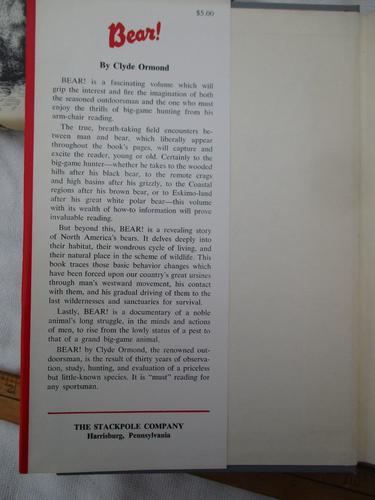 $5.00
Bear!
By Clyde Ormond
BEAR! is a fascinating volume which will
grip the interest and fire the imagination of both
the seasoned outdoorsman and the one who must
enjoy the thrills of big-game hunting from his
arm-chair reading.
The true, breath-taking field encounters be-
tween man and bear, which liberally appear
throughout the book's pages, will capture and
excite the reader, young or old. Certainly to the
big-game hunter—whether he takes to the wooded
hills after his black bear, to the remote crags
and high basins after his grizzly, to the Coastal
regions after his brown bear, or to Eskimo-land
after his great white polar bear—this volume
with its wealth of how-to information will prove
invaluable reading.
But beyond this, BEAR! is a revealing story
of North America's bears. It delves deeply into
their habitat, their wondrous cycle of living, and
their natural place in the scheme of wildlife. This
book traces those basic behavior changes which
have been forced upon our country's great ursines
through man's westward movement, his contact
with them, and his gradual driving of them to the
last wildernesses and sanctuaries for survival.
Lastly, BEAR! is a documentary of a noble
animal's long struggle, in the minds and actions
of men, to rise from the lowly status of a pest to
that of a grand big-game animal.
BEAR! by Clyde Ormond, the renowned out-
doorsman, is the result of thirty years of observa-
tion, study, hunting, and evaluation of a priceless
but little-known species. It is "must" reading for
any sportsman.
THE STACKPOLE COMPANY
Harrisburg, Pennsylvania